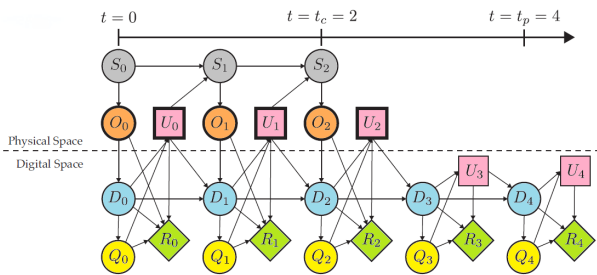 t = 0 t = t_c = 2 t = t_p = 4
S_0 S_1 S_2
O_0 U_0 O_1 U_1 O_2 U_2
Physical Space
Digital Space
U_3 U_4
D_0 D_1 D_2 D_3 D_4
R_0 R_1 R_2 R_3 R_4
Q_0 Q_1 Q_2 Q_3 Q_4